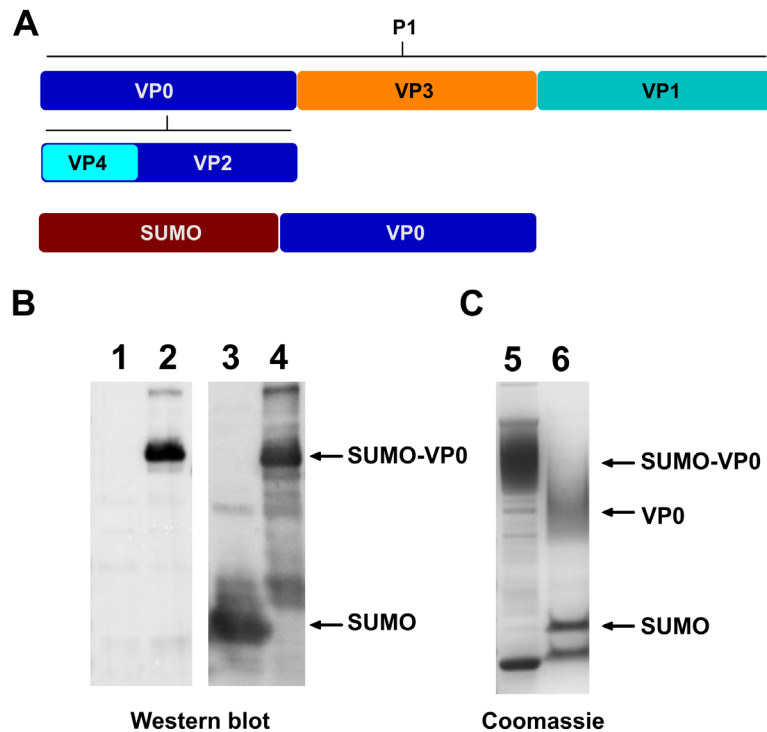 A
P1
VP0 VP3 VP1
VP4 VP2
SUMO VP0
B
C
1 2 3 4
5 6
SUMO-VP0
SUMO
SUMO-VP0
VP0
SUMO
Western blot
Coomassie